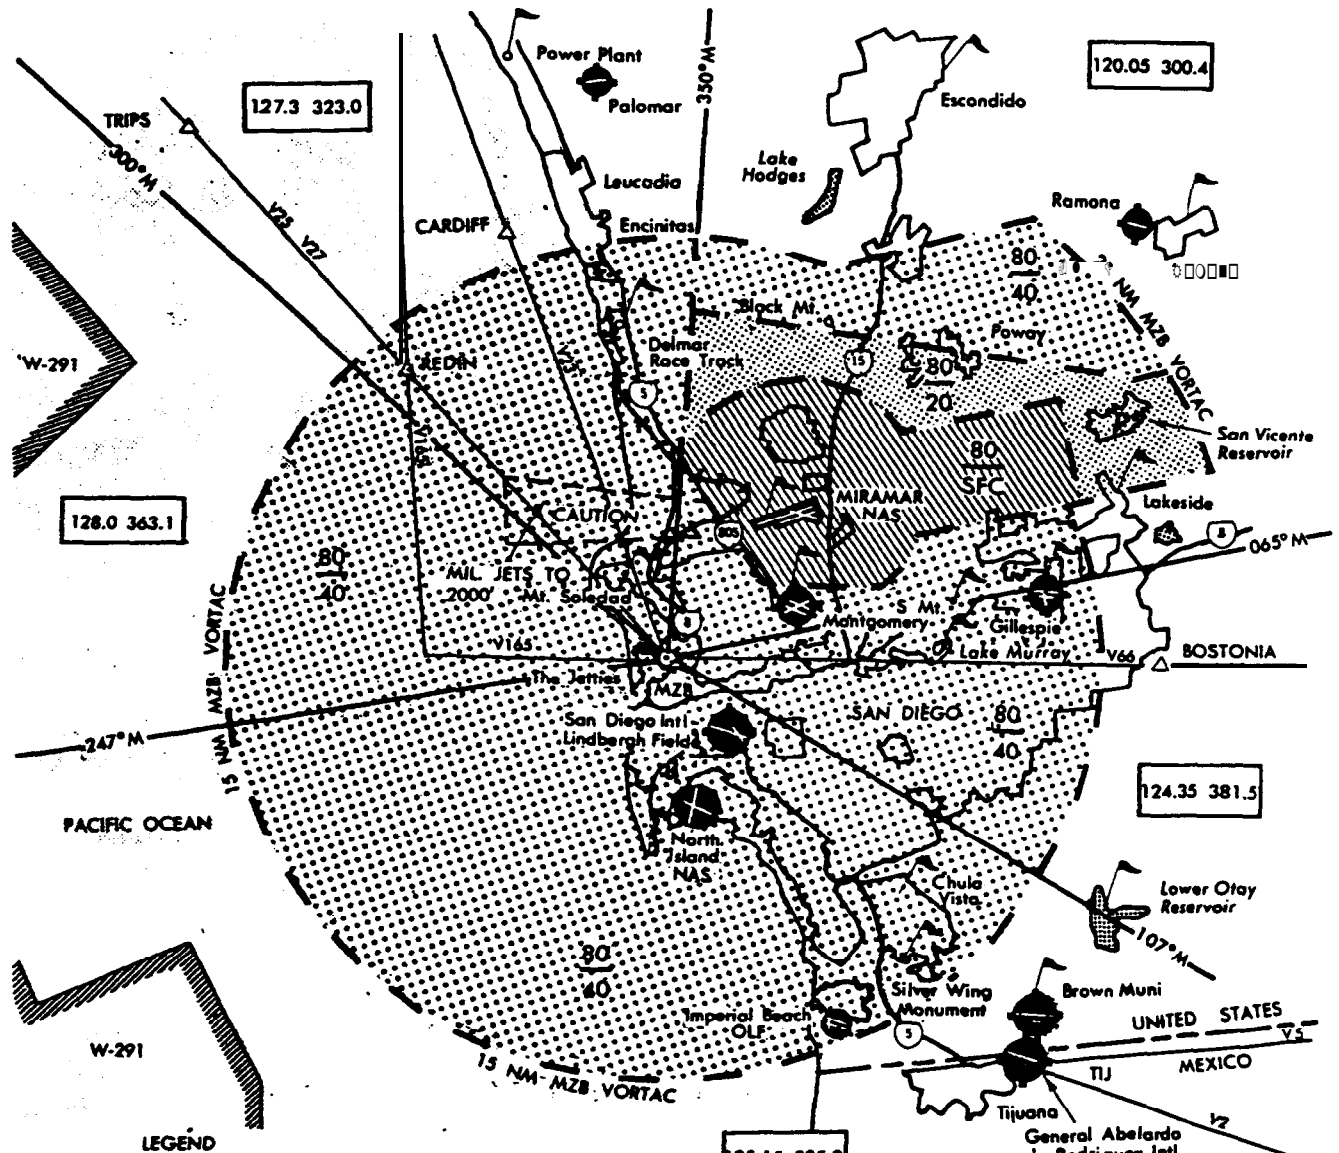 Power Plant
Palomar
350°M
120.05 300.4
127.3 323.0
Escondido
TRIPS
300°M
Lake
Hodges
Leucadia
V25 V27
CARDIFF
Encinitas
Ramona
80
40
NM MZB VORTAC
Black Mt.
Poway
Delmar
Race Track
W-291
REDIN
V23
15
80
20
5
V165
San Vicente
Reservoir
80
SFC
MIRAMAR
NAS
Lakeside
128.0 363.1
CAUTION
805
8
065°M
80
40
MIL. JETS TO
2000'
Mt. Soledad
8
S Mt.
Montgomery
Gillespie
Lake Murray
15 NM MZB VORTAC
V165
V66
BOSTONIA
The Jetties
MZB
San Diego Intl
Lindbergh Field
SAN DIEGO
80
40
247°M
124.35 381.5
PACIFIC OCEAN
North
Island
NAS
Chula
Vista
Lower Otay
Reservoir
107°M
80
40
Silver Wing
Monument
Brown Muni
Imperial Beach
OLF
5
UNITED STATES
V5
W-291
15 NM MZB VORTAC
TIJ
MEXICO
Tijuana
V2
LEGEND
General Abelardo